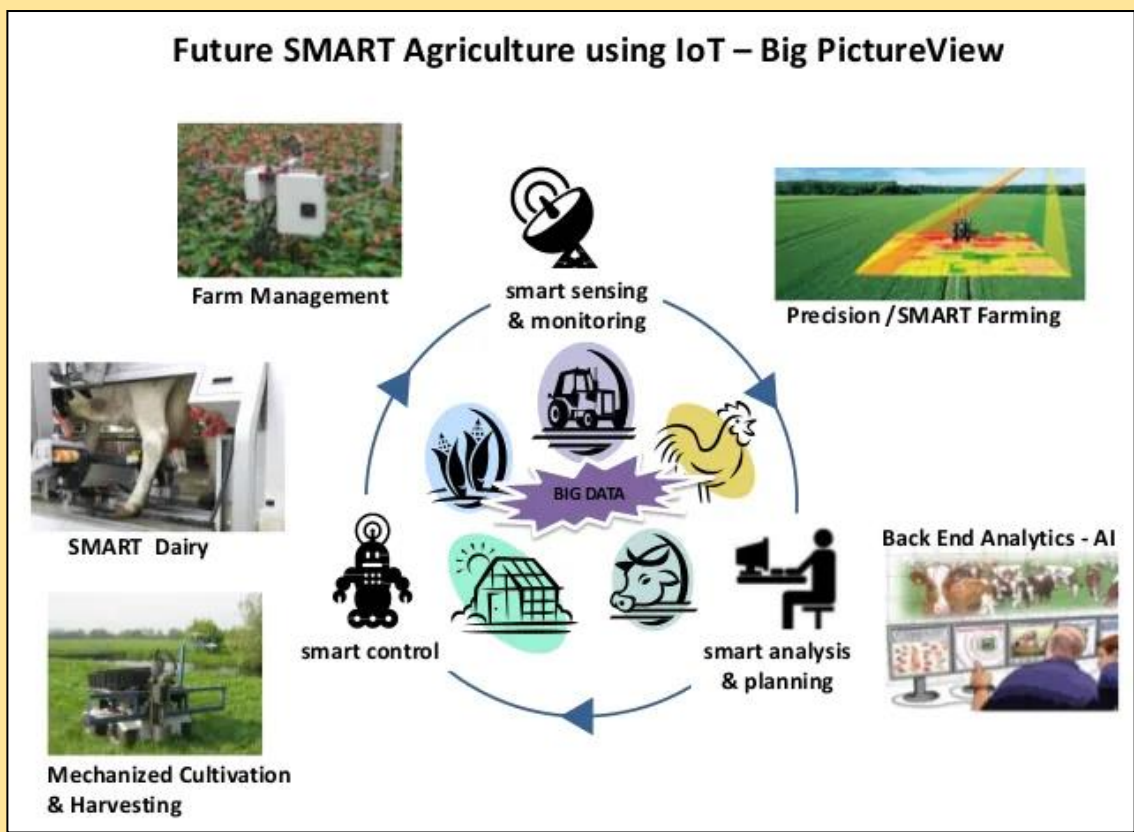 Future SMART Agriculture using IoT – Big PictureView
Farm Management
smart sensing
& monitoring
Precision /SMART Farming
BIG DATA
SMART  Dairy
Back End Analytics - AI
smart control
smart analysis
& planning
Mechanized Cultivation
& Harvesting